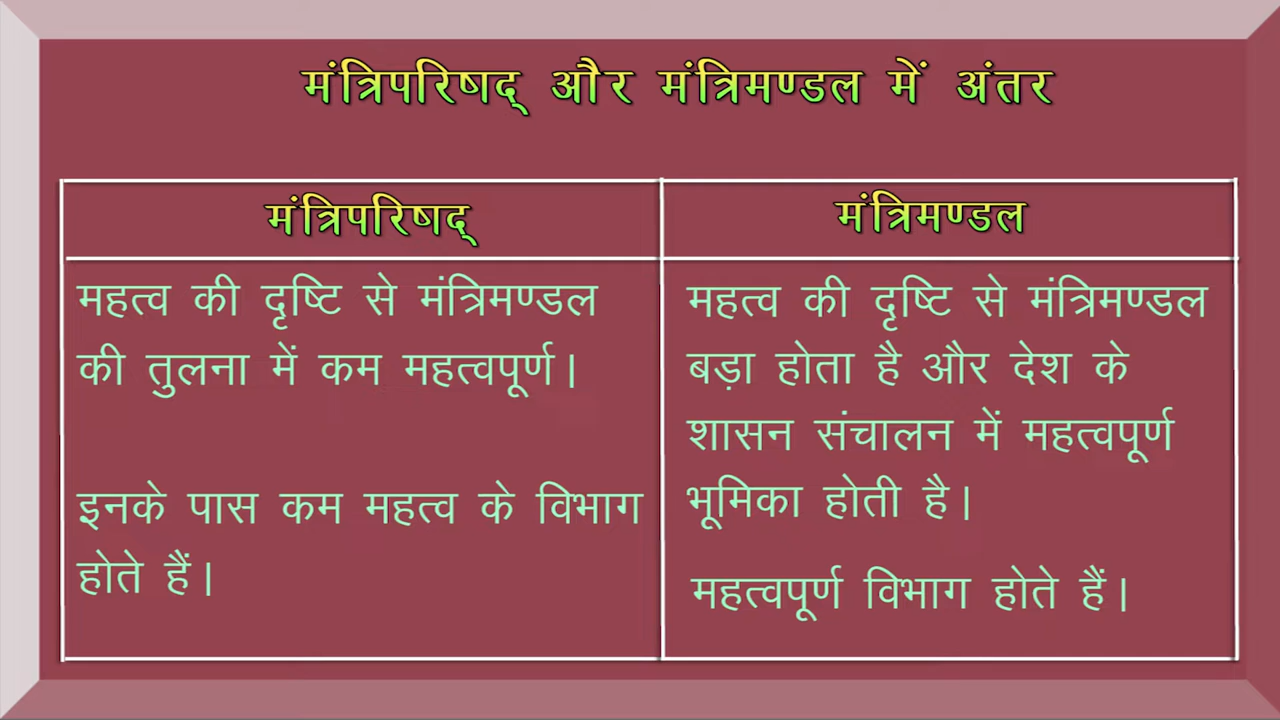 मंत्रिपरिषद् और मंत्रिमण्डल में अंतर
मंत्रिपरिषद्
मंत्रिमण्डल
महत्व की दृष्टि से मंत्रिमण्डल
की तुलना में कम महत्वपूर्ण।
इनके पास कम महत्व के विभाग
होते हैं।
महत्व की दृष्टि से मंत्रिमण्डल
बड़ा होता है और देश के
शासन संचालन में महत्वपूर्ण
भूमिका होती है।
महत्वपूर्ण विभाग होते हैं।